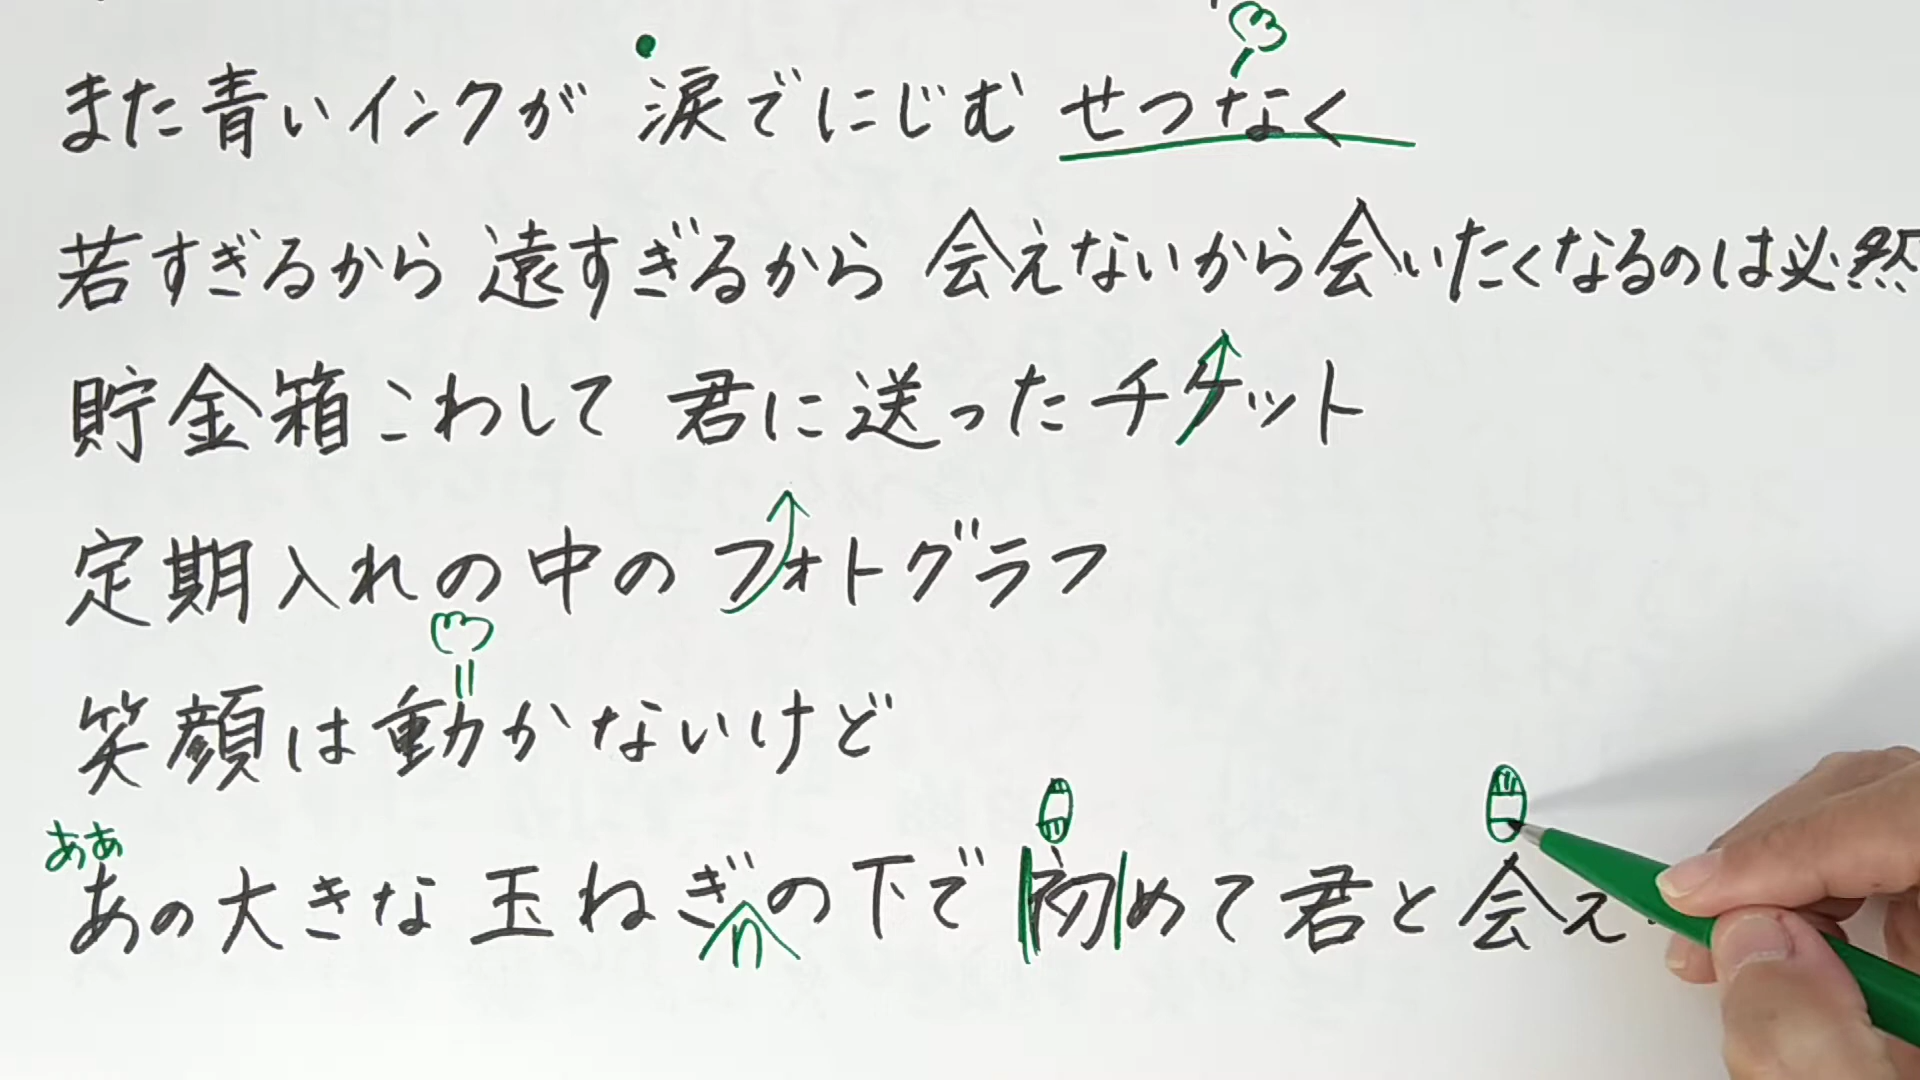 また青いインクが 涙でにじむ せつなく
若すぎるから 遠すぎるから 会えないから会いたくなるのは必然
貯金箱こわして 君に送ったチケット
定期入れの中の フォトグラフ
笑顔は動かないけど
ああ
あの大きな 玉ねぎの下で 初めて君と会え
ん